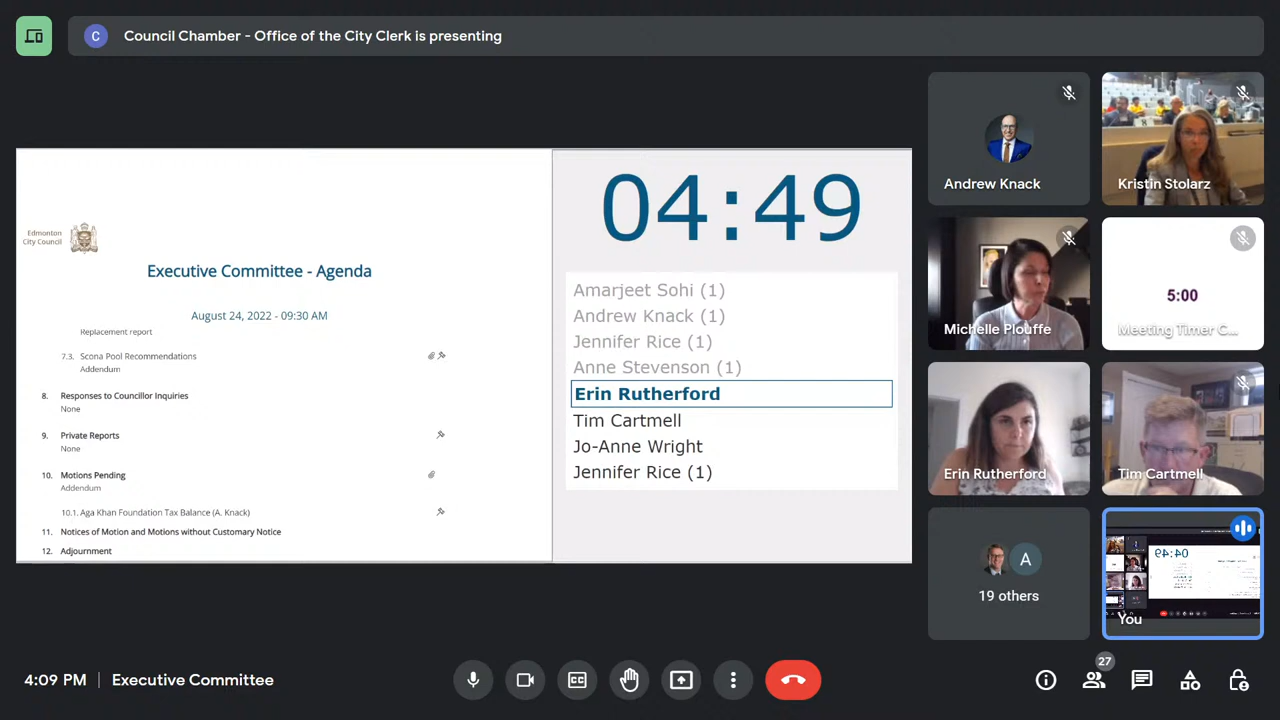 C
Council Chamber - Office of the City Clerk is presenting
Edmonton
City Council
Executive Committee - Agenda
August 24, 2022 - 09:30 AM
Replacement report
7.3. Scona Pool Recommendations
Addendum
8. Responses to Councillor Inquiries
None
9. Private Reports
None
10. Motions Pending
Addendum
10.1. Aga Khan Foundation Tax Balance (A. Knack)
11. Notices of Motion and Motions without Customary Notice
12. Adjournment
04:49
Amarjeet Sohi (1)
Andrew Knack (1)
Jennifer Rice (1)
Anne Stevenson (1)
Erin Rutherford
Tim Cartmell
Jo-Anne Wright
Jennifer Rice (1)
Andrew Knack
Kristin Stolarz
Michelle Plouffe
5:00
Meeting Timer C...
Erin Rutherford
Tim Cartmell
A
19 others
04:49
You
4:09 PM | Executive Committee
27